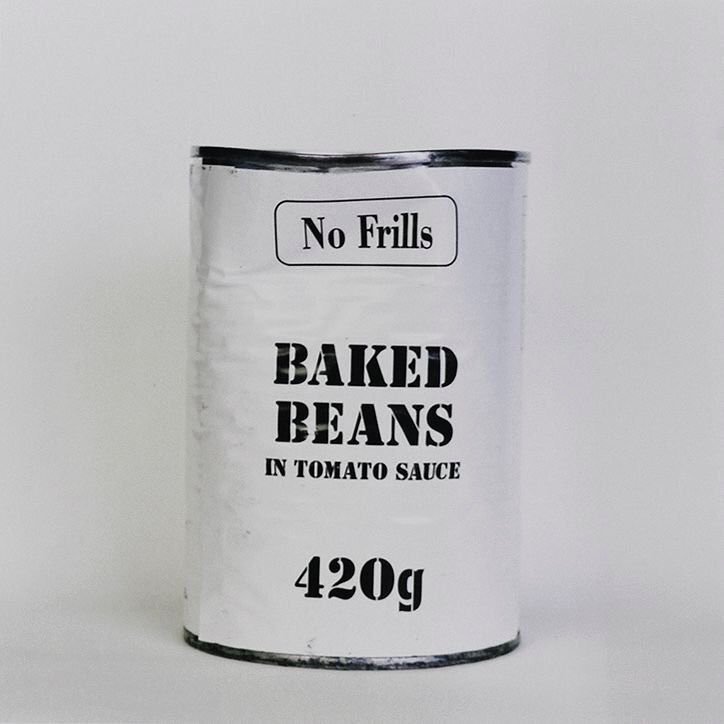 No Frills
BAKED
BEANS
IN TOMATO SAUCE
420g